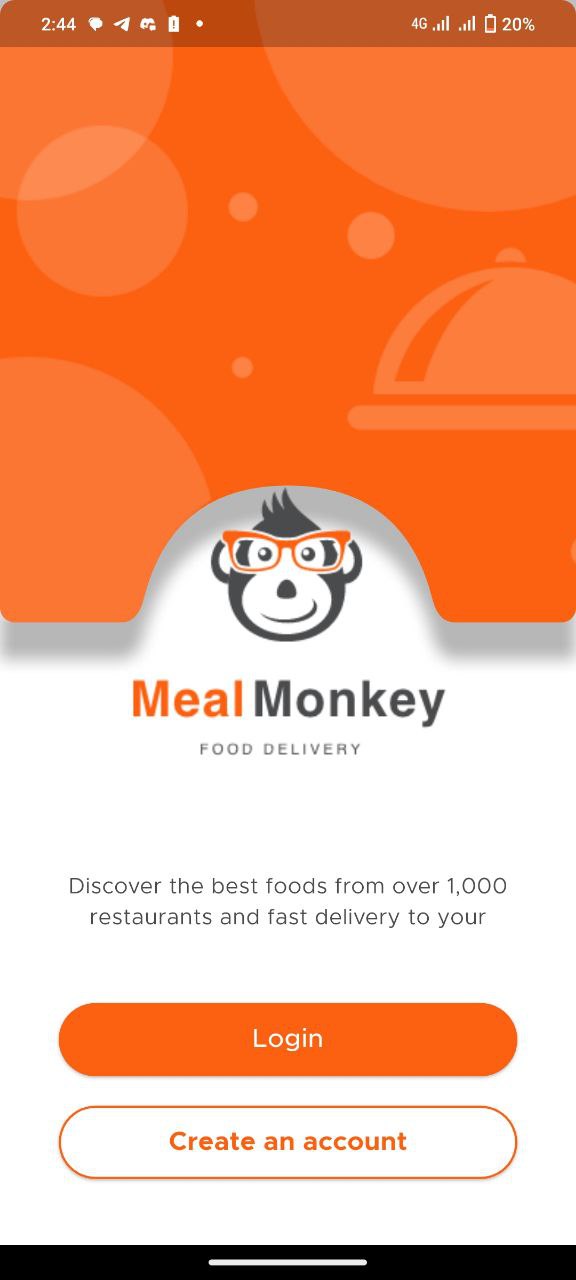 2:44
4G
20%
Meal Monkey
FOOD DELIVERY
Discover the best foods from over 1,000
restaurants and fast delivery to your
Login
Create an account